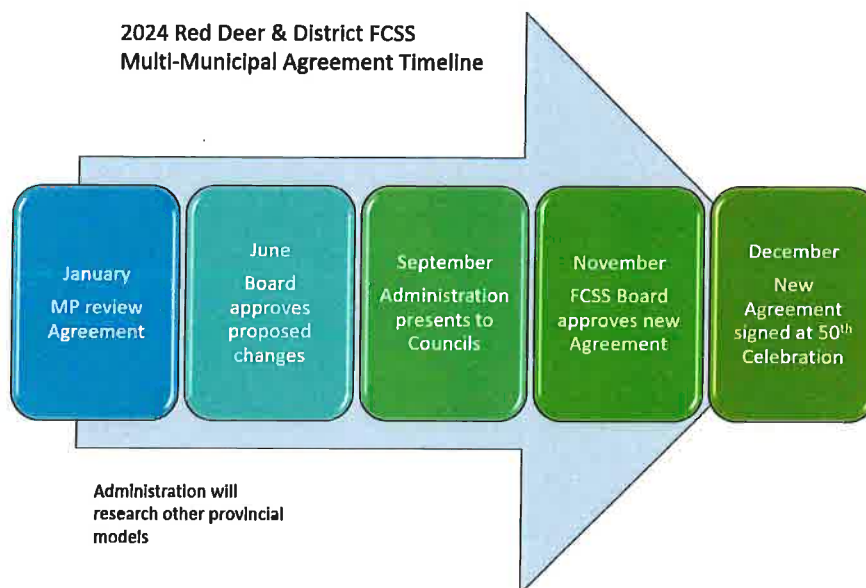 2024 Red Deer & District FCSS
Multi-Municipal Agreement Timeline
January
MP review
Agreement
June
Board
approves
proposed
changes
September
Administration
presents to
Councils
November
FCSS Board
approves new
Agreement
December
New
Agreement
signed at 50th
Celebration
Administration will
research other provincial
models